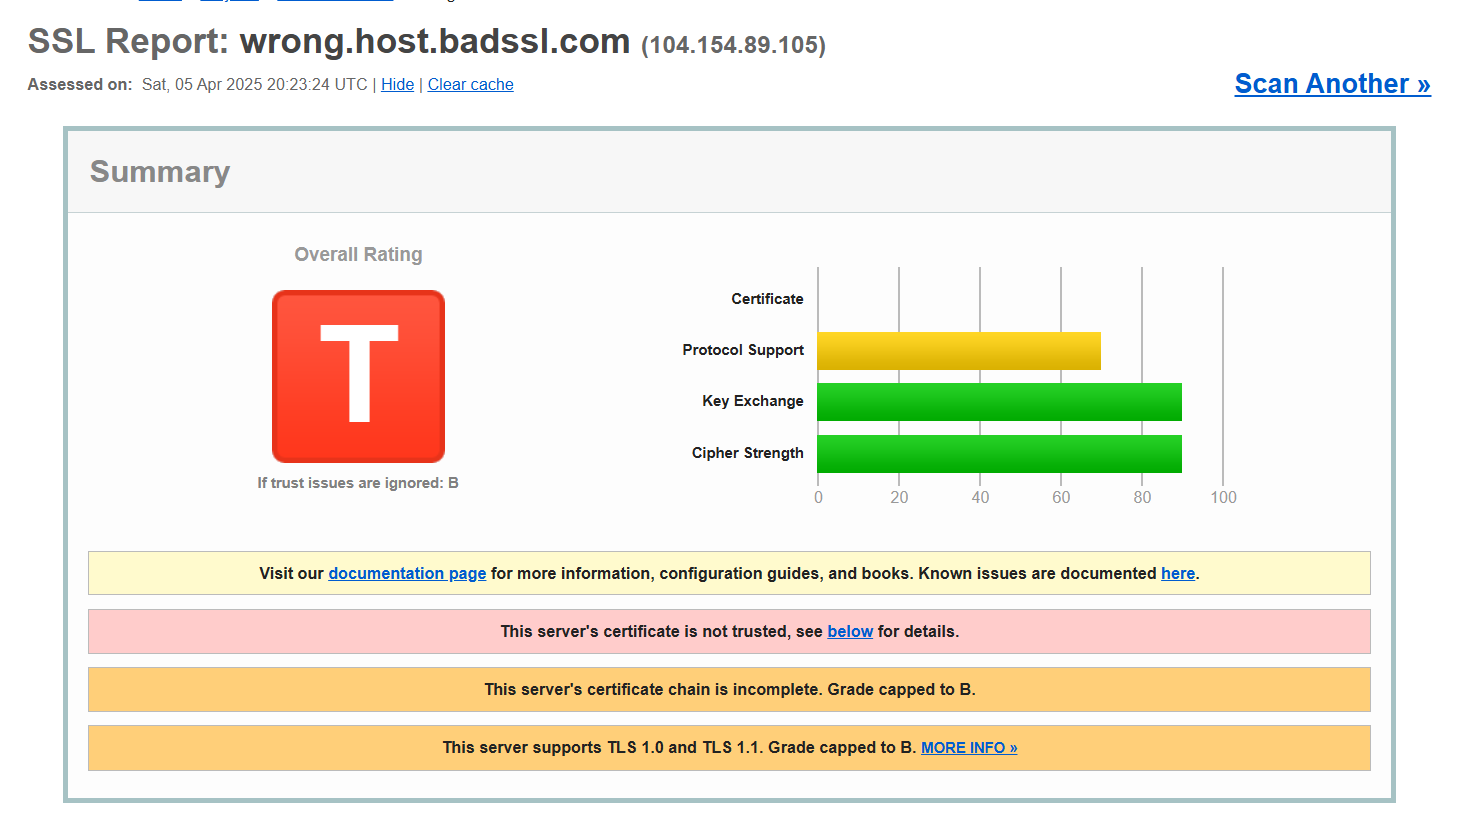 SSL Report: wrong.host.badssl.com (104.154.89.105)
Assessed on: Sat, 05 Apr 2025 20:23:24 UTC | Hide | Clear cache
Scan Another »
Summary
Overall Rating
T
If trust issues are ignored: B
Certificate
Protocol Support
Key Exchange
Cipher Strength
0 20 40 60 80 100
Visit our documentation page for more information, configuration guides, and books. Known issues are documented here.
This server's certificate is not trusted, see below for details.
This server's certificate chain is incomplete. Grade capped to B.
This server supports TLS 1.0 and TLS 1.1. Grade capped to B. MORE INFO »